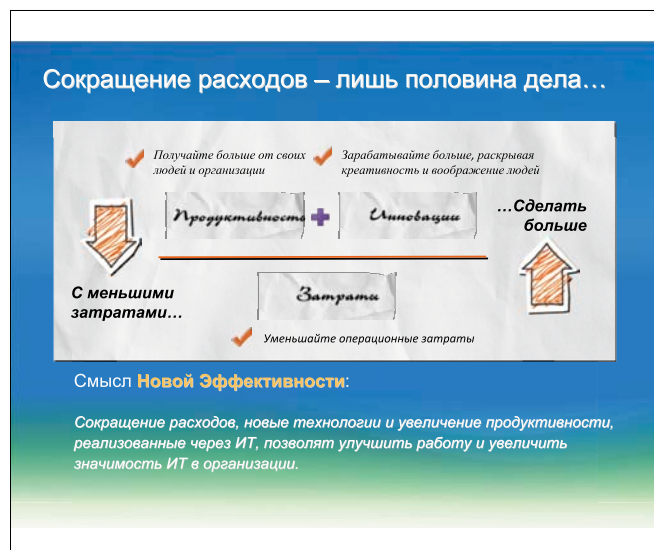 Сокращение расходов – лишь половина дела…
Получайте больше от своих
людей и организации
Зарабатывайте больше, раскрывая
креативность и воображение людей
Продуктивность
Инновации
…Сделать
больше
С меньшими
затратами…
Затраты
Уменьшайте операционные затраты
Смысл Новой Эффективности:
Сокращение расходов, новые технологии и увеличение продуктивности,
реализованные через ИТ, позволят улучшить работу и увеличить
значимость ИТ в организации.